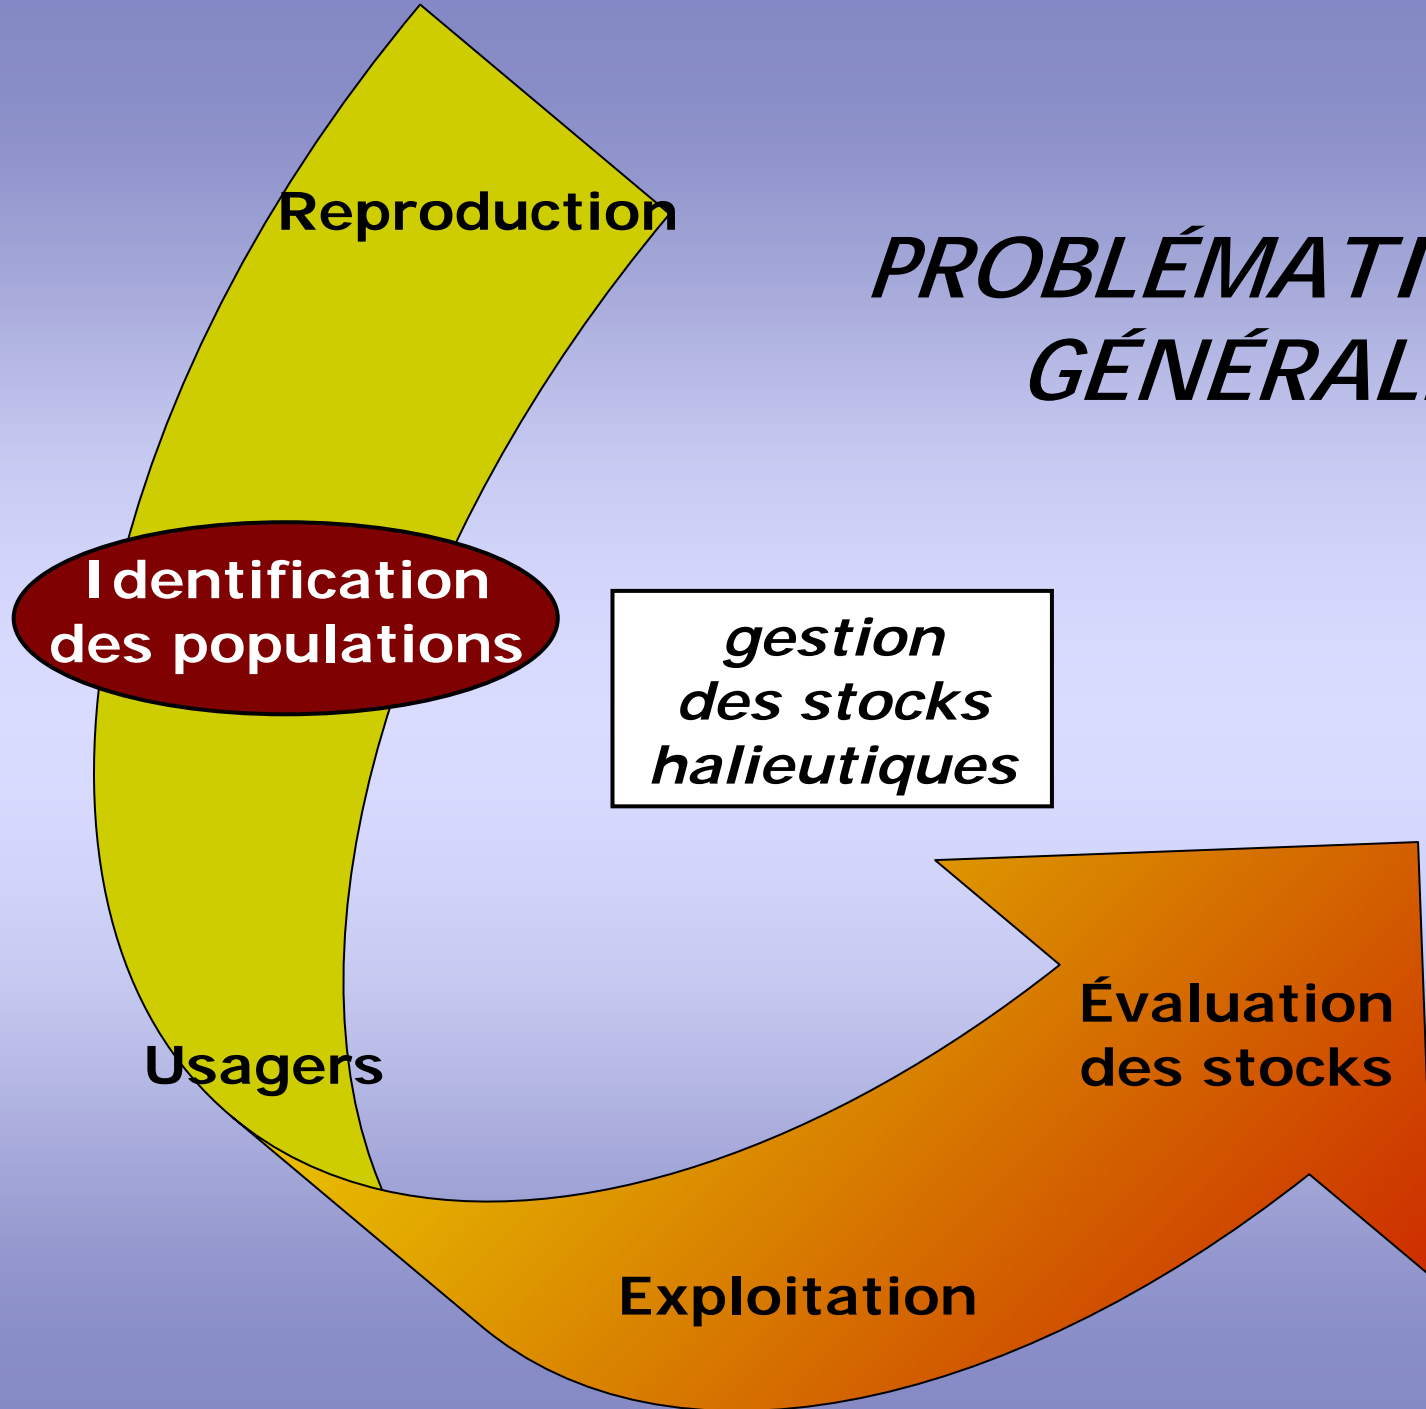 Reproduction
PROBLÉMATI
GÉNÉRAL
Identification
des populations
gestion
des stocks
halieutiques
Évaluation
des stocks
Usagers
Exploitation